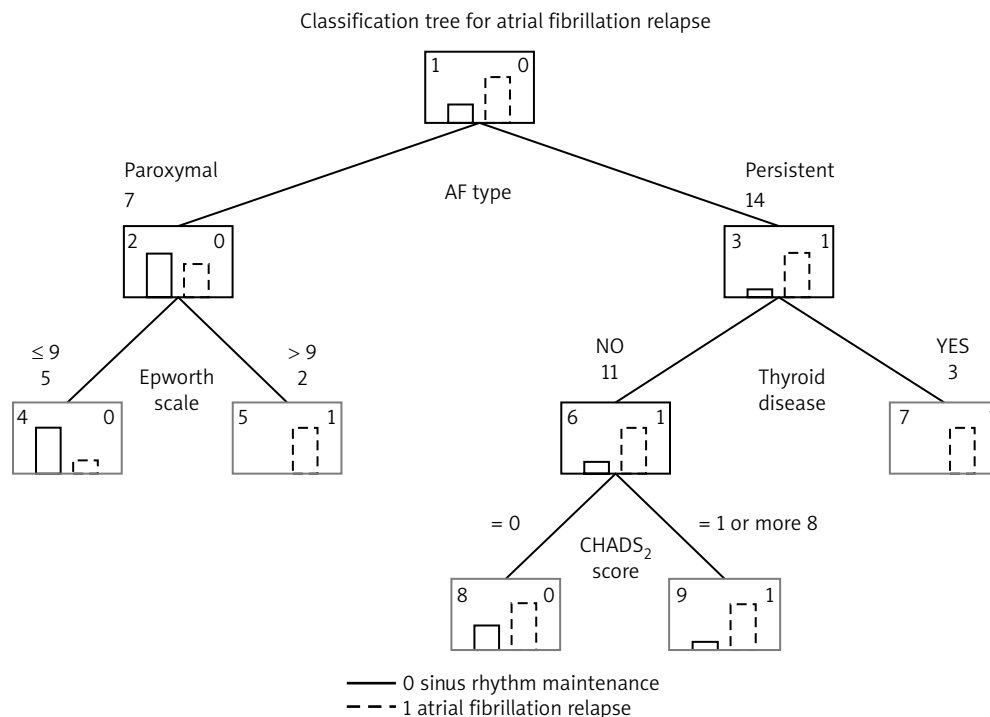 Classification tree for atrial fibrillation relapse
1 0
Paroxymal
7
AF type
Persistent
14
2 0
3 1
≤ 9
5
Epworth
scale
> 9
2
NO
11
Thyroid
disease
YES
3
4 0
5 1
6 1
7
= 0
CHADS2
score
= 1 or more 8
8 0
9 1
0 sinus rhythm maintenance
1 atrial fibrillation relapse